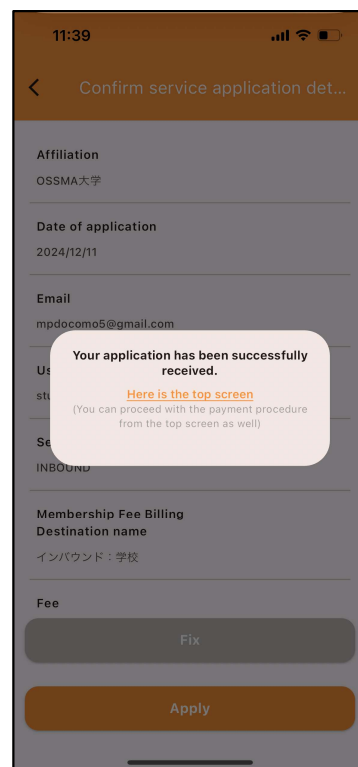 11:39
Confirm service application det...
Affiliation
OSSMA大学
Date of application
2024/12/11
Email
mpdocomo5@gmail.com
Your application has been successfully
received.
Here is the top screen
(You can proceed with the payment procedure
from the top screen as well)
INBOUND
Membership Fee Billing
Destination name
インバウンド：学校
Fee
Fix
Apply